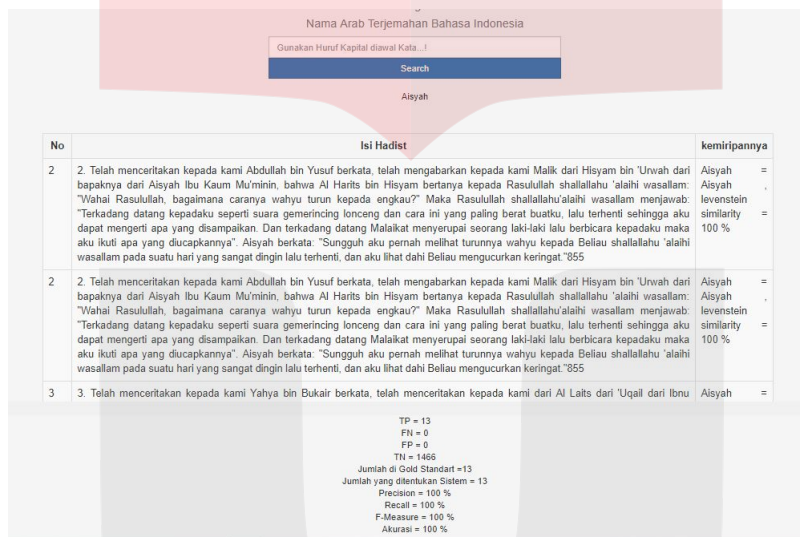 Nama Arab Terjemahan Bahasa Indonesia
Gunakan Huruf Kapital diawal Kata...!
Search
Aisyah
No Isi Hadist kemiripannya
2 2. Telah menceritakan kepada kami Abdullah bin Yusuf berkata, telah mengabarkan kepada kami Malik dari Hisyam bin 'Urwah dari Aisyah =
bapaknya dari Aisyah Ibu Kaum Mu'minin, bahwa Al Harits bin Hisyam bertanya kepada Rasulullah shallallahu 'alaihi wasallam: Aisyah ,
"Wahai Rasulullah, bagaimana caranya wahyu turun kepada engkau?" Maka Rasulullah shallallahu'alaihi wasallam menjawab: levenstein
"Terkadang datang kepadaku seperti suara gemerincing lonceng dan cara ini yang paling berat buatku, lalu terhenti sehingga aku similarity =
dapat mengerti apa yang disampaikan. Dan terkadang datang Malaikat menyerupai seorang laki-laki lalu berbicara kepadaku maka 100 %
aku ikuti apa yang diucapkannya". Aisyah berkata: "Sungguh aku pernah melihat turunnya wahyu kepada Beliau shallallahu 'alaihi
wasallam pada suatu hari yang sangat dingin lalu terhenti, dan aku lihat dahi Beliau mengucurkan keringat."855
2 2. Telah menceritakan kepada kami Abdullah bin Yusuf berkata, telah mengabarkan kepada kami Malik dari Hisyam bin 'Urwah dari Aisyah =
bapaknya dari Aisyah Ibu Kaum Mu'minin, bahwa Al Harits bin Hisyam bertanya kepada Rasulullah shallallahu 'alaihi wasallam: Aisyah ,
"Wahai Rasulullah, bagaimana caranya wahyu turun kepada engkau?" Maka Rasulullah shallallahu'alaihi wasallam menjawab: levenstein
"Terkadang datang kepadaku seperti suara gemerincing lonceng dan cara ini yang paling berat buatku, lalu terhenti sehingga aku similarity =
dapat mengerti apa yang disampaikan. Dan terkadang datang Malaikat menyerupai seorang laki-laki lalu berbicara kepadaku maka 100 %
aku ikuti apa yang diucapkannya". Aisyah berkata: "Sungguh aku pernah melihat turunnya wahyu kepada Beliau shallallahu 'alaihi
wasallam pada suatu hari yang sangat dingin lalu terhenti, dan aku lihat dahi Beliau mengucurkan keringat."855
3 3. Telah menceritakan kepada kami Yahya bin Bukair berkata, telah menceritakan kepada kami dari Al Laits dari 'Uqail dari Ibnu Aisyah =
TP = 13
FN = 0
FP = 0
TN = 1466
Jumlah di Gold Standart =13
Jumlah yang ditentukan Sistem = 13
Precision = 100 %
Recall = 100 %
F-Measure = 100 %
Akurasi = 100 %